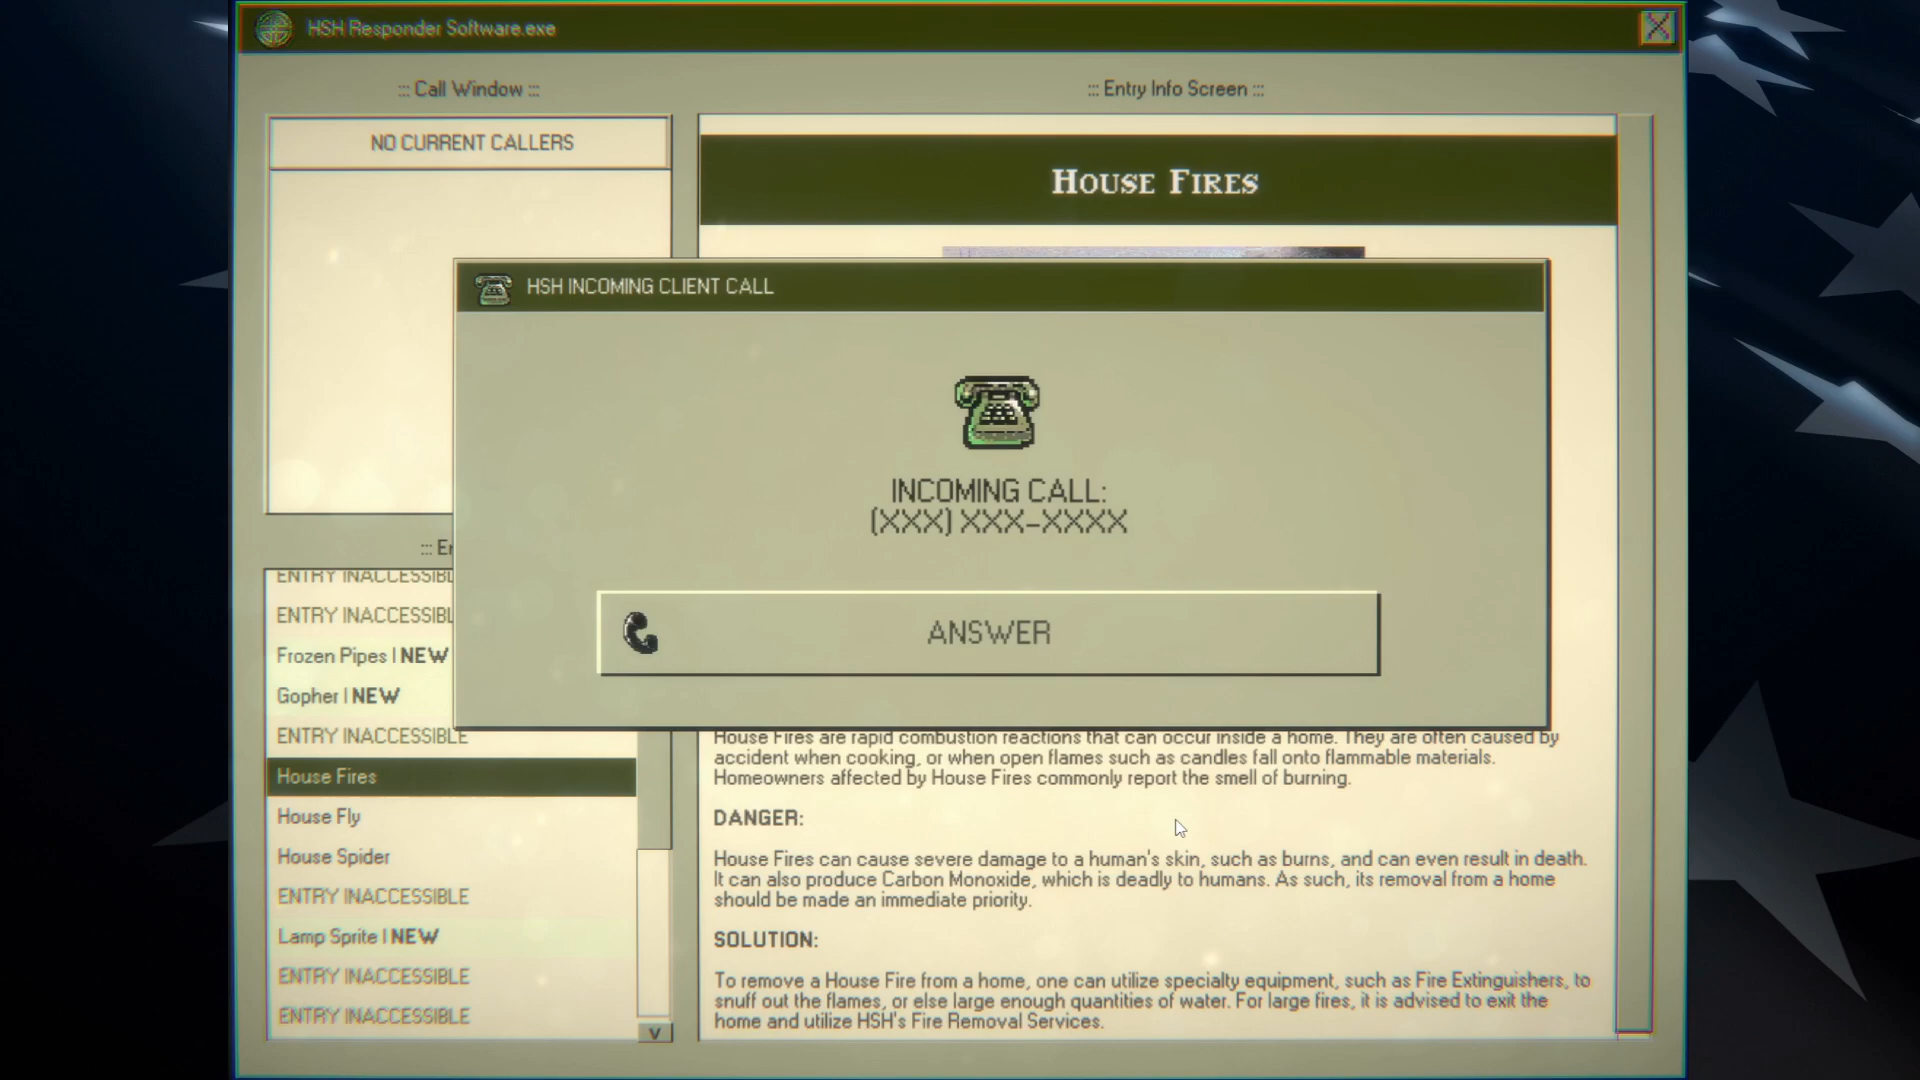 HSH Responder Software.exe
::: Call Window :::
NO CURRENT CALLERS
::: Entry Info Screen :::
HOUSE FIRES
HSH INCOMING CLIENT CALL
INCOMING CALL:
(XXX) XXX-XXXX
ANSWER
ENTRY INACCESSIBL
ENTRY INACCESSIBL
Frozen Pipes | NEW
Gopher | NEW
ENTRY INACCESSIBLE
House Fires
House Fly
House Spider
ENTRY INACCESSIBLE
Lamp Sprite | NEW
ENTRY INACCESSIBLE
ENTRY INACCESSIBLE
House Fires are rapid combustion reactions that can occur inside a home. They are often caused by
accident when cooking, or when open flames such as candles fall onto flammable materials.
Homeowners affected by House Fires commonly report the smell of burning.
DANGER:
House Fires can cause severe damage to a human's skin, such as burns, and can even result in death.
It can also produce Carbon Monoxide, which is deadly to humans. As such, its removal from a home
should be made an immediate priority.
SOLUTION:
To remove a House Fire from a home, one can utilize specialty equipment, such as Fire Extinguishers, to
snuff out the flames, or else large enough quantities of water. For large fires, it is advised to exit the
home and utilize HSH's Fire Removal Services.